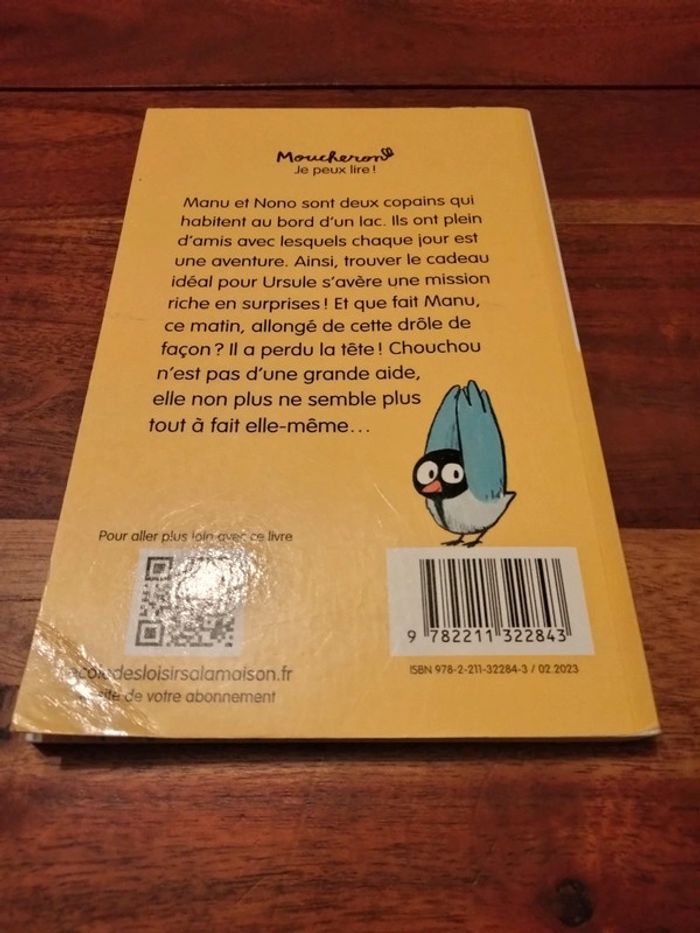 Moucheron
Je peux lire !
Manu et Nono sont deux copains qui
habitent au bord d'un lac. Ils ont plein
d'amis avec lesquels chaque jour est
une aventure. Ainsi, trouver le cadeau
idéal pour Ursule s'avère une mission
riche en surprises ! Et que fait Manu,
ce matin, allongé de cette drôle de
façon ? Il a perdu la tête ! Chouchou
n'est pas d'une grande aide,
elle non plus ne semble plus
tout à fait elle-même…
Pour aller plus loin avec ce livre
ecoledesloisirsalamaison.fr
site de votre abonnement
9 782211 322843
ISBN 978-2-211-32284-3 / 02.2023